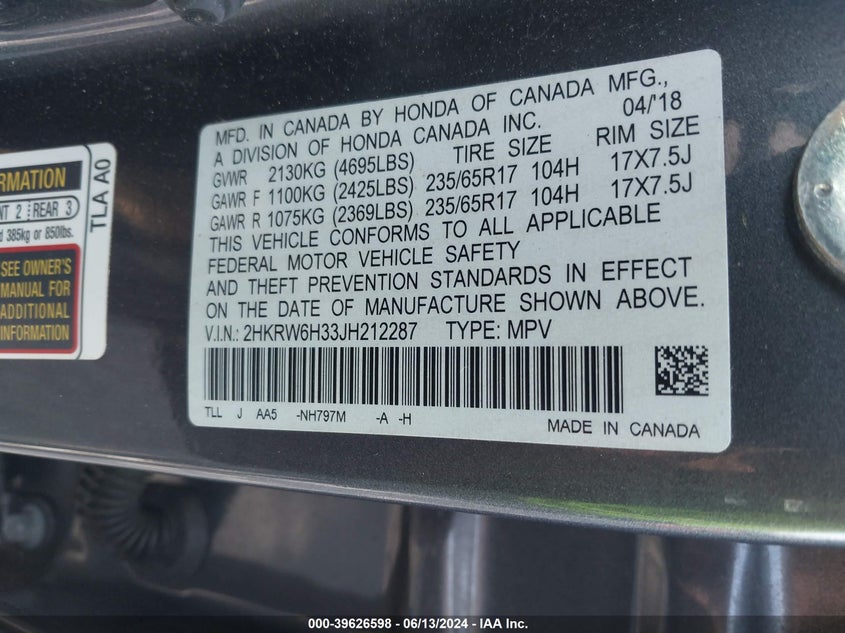 RMATION
NT 2 REAR 3
d 385kg or 850lbs.
SEE OWNER'S
MANUAL FOR
ADDITIONAL
INFORMATION
TLA A0
MFD. IN CANADA BY HONDA OF CANADA MFG.,
A DIVISION OF HONDA CANADA INC. 04/'18
GVWR 2130KG (4695LBS) TIRE SIZE RIM SIZE
GAWR F 1100KG (2425LBS) 235/65R17 104H 17X7.5J
GAWR R 1075KG (2369LBS) 235/65R17 104H 17X7.5J
THIS VEHICLE CONFORMS TO ALL APPLICABLE
FEDERAL MOTOR VEHICLE SAFETY
AND THEFT PREVENTION STANDARDS IN EFFECT
ON THE DATE OF MANUFACTURE SHOWN ABOVE.
V.I.N.: 2HKRW6H33JH212287 TYPE: MPV
TLL J AA5 -NH797M -A -H
MADE IN CANADA
000-39626598 - 06/13/2024 - IAA Inc.